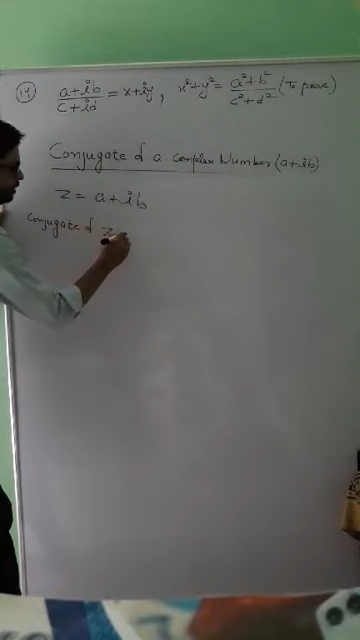 14 a+ib/c+id = x+iy, x²+y² = a²+b²/c²+d² (To prove)
Conjugate of a complex Number (a+ib)
z = a+ib
Conjugate of z